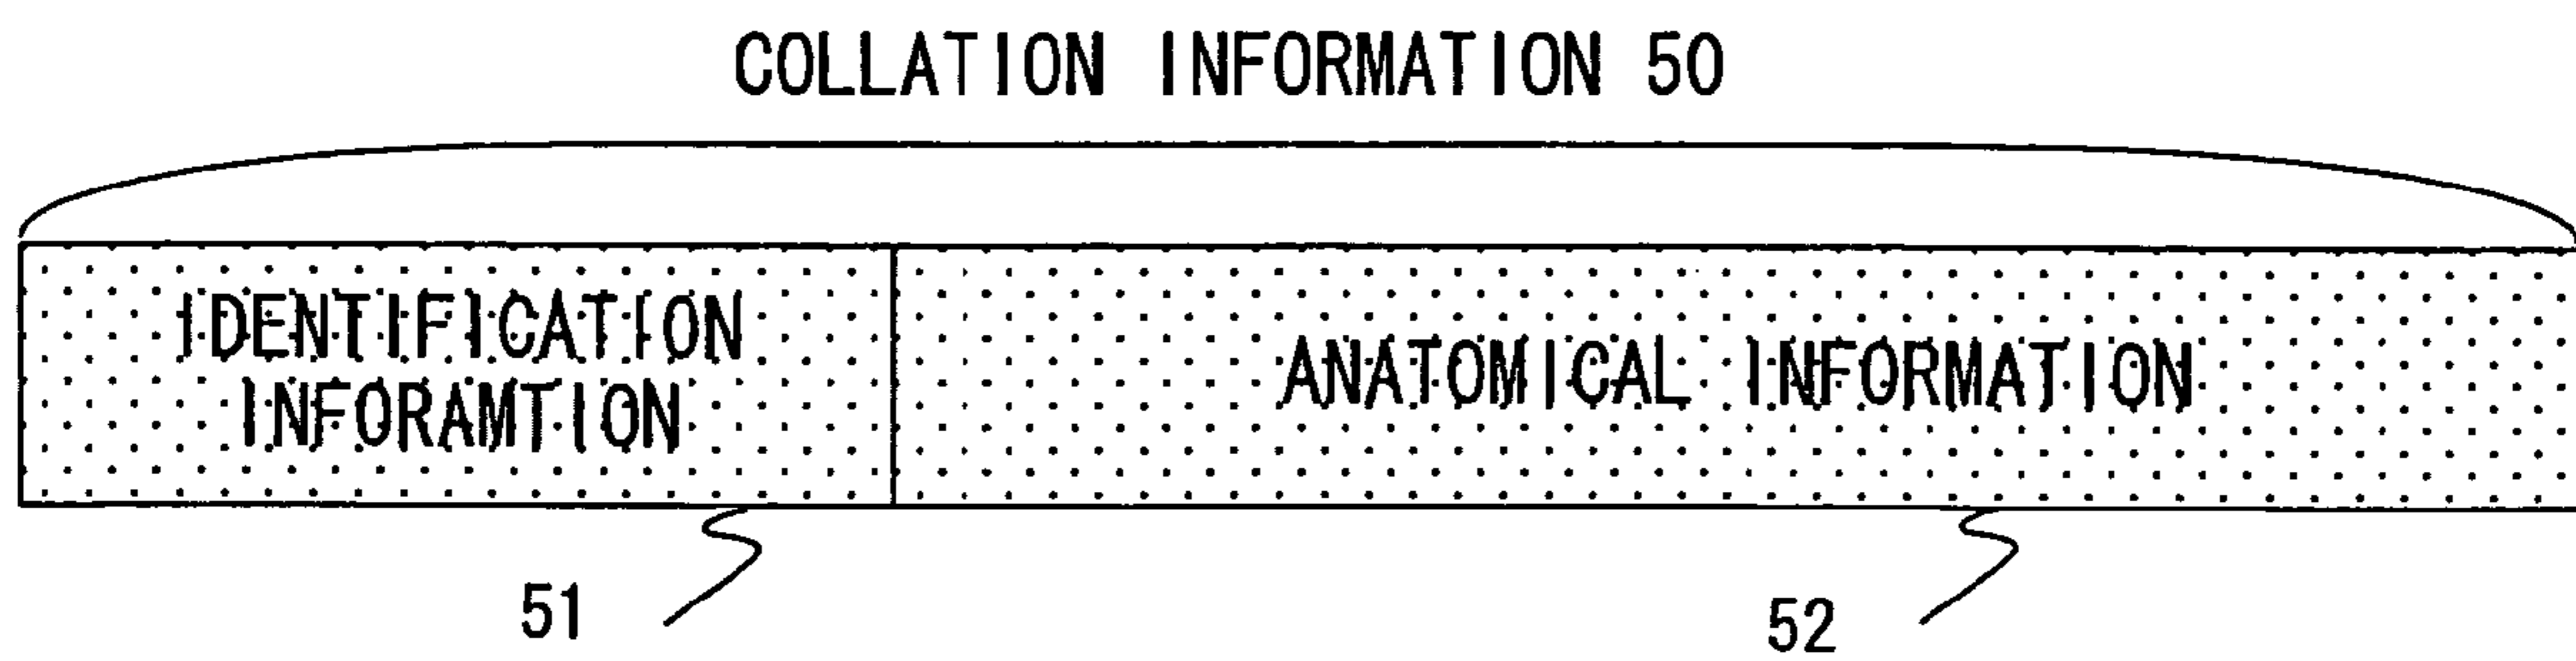 COLLATION INFORMATION 50
IDENTIFICATION
INFORAMTION
ANATOMICAL INFORMATION
51
52